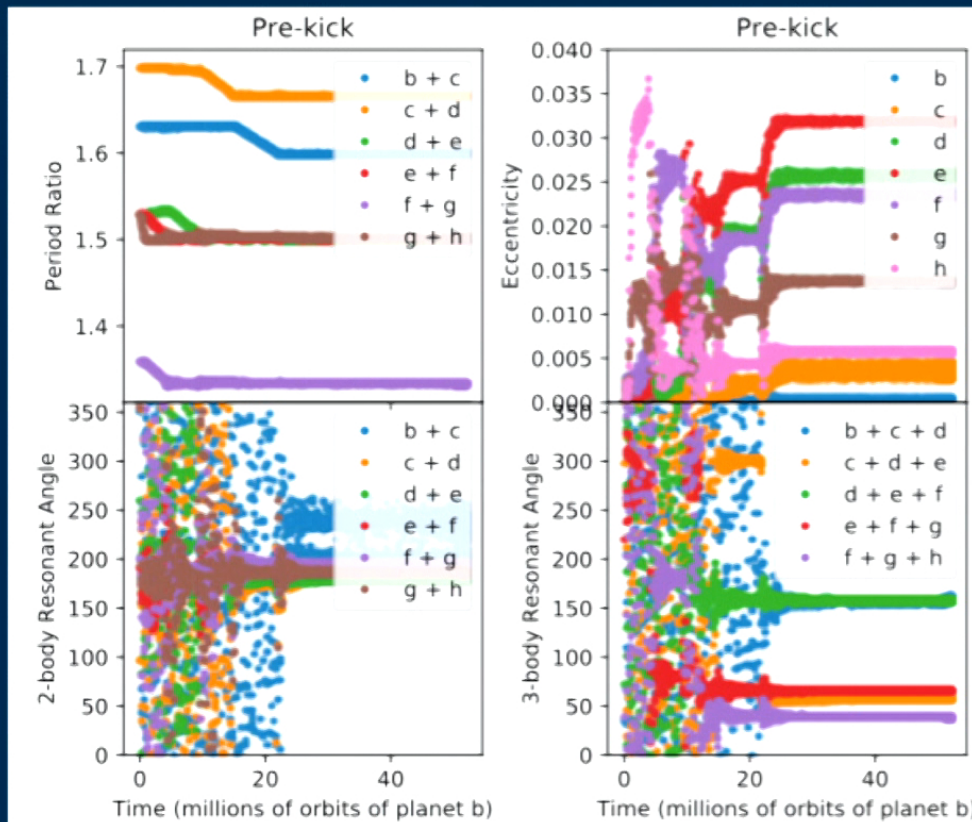 Pre-kick
Period Ratio
1.7
1.6
1.5
1.4
b + c
c + d
d + e
e + f
f + g
g + h
Pre-kick
Eccentricity
0.040
0.035
0.030
0.025
0.020
0.015
0.010
0.005
0.000
b
c
d
e
f
g
h
2-body Resonant Angle
350
300
250
200
150
100
50
0
b + c
c + d
d + e
e + f
f + g
g + h
0
20
40
Time (millions of orbits of planet b)
3-body Resonant Angle
350
300
250
200
150
100
50
0
b + c + d
c + d + e
d + e + f
e + f + g
f + g + h
0
20
40
Time (millions of orbits of planet b)